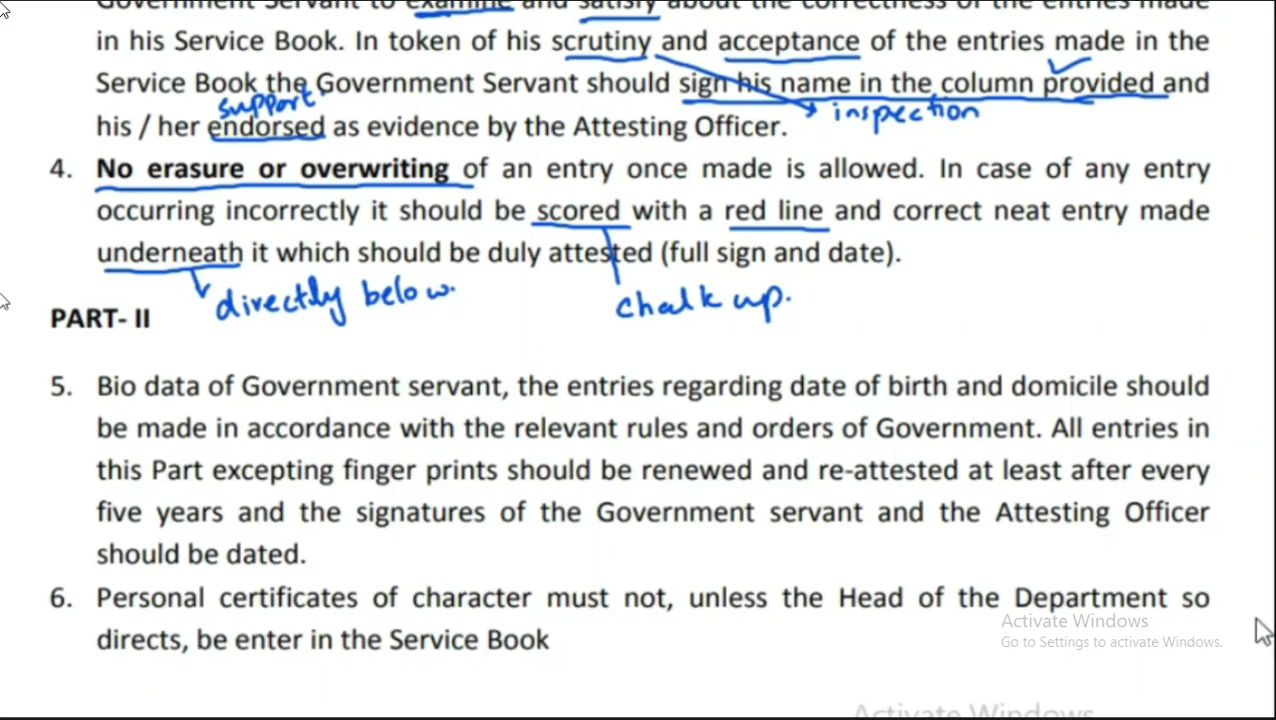 Government Servant to examine and satisfy about the correctness of the entries made
in his Service Book. In token of his scrutiny and acceptance of the entries made in the
Service Book the Government Servant should sign his name in the column provided and
support
inspection
his / her endorsed as evidence by the Attesting Officer.
4. No erasure or overwriting of an entry once made is allowed. In case of any entry
occurring incorrectly it should be scored with a red line and correct neat entry made
underneath it which should be duly attested (full sign and date).
directly below.
chalk up.
PART- II
5. Bio data of Government servant, the entries regarding date of birth and domicile should
be made in accordance with the relevant rules and orders of Government. All entries in
this Part excepting finger prints should be renewed and re-attested at least after every
five years and the signatures of the Government servant and the Attesting Officer
should be dated.
6. Personal certificates of character must not, unless the Head of the Department so
directs, be enter in the Service Book
Activate Windows
Go to Settings to activate Windows.
Activate Windows